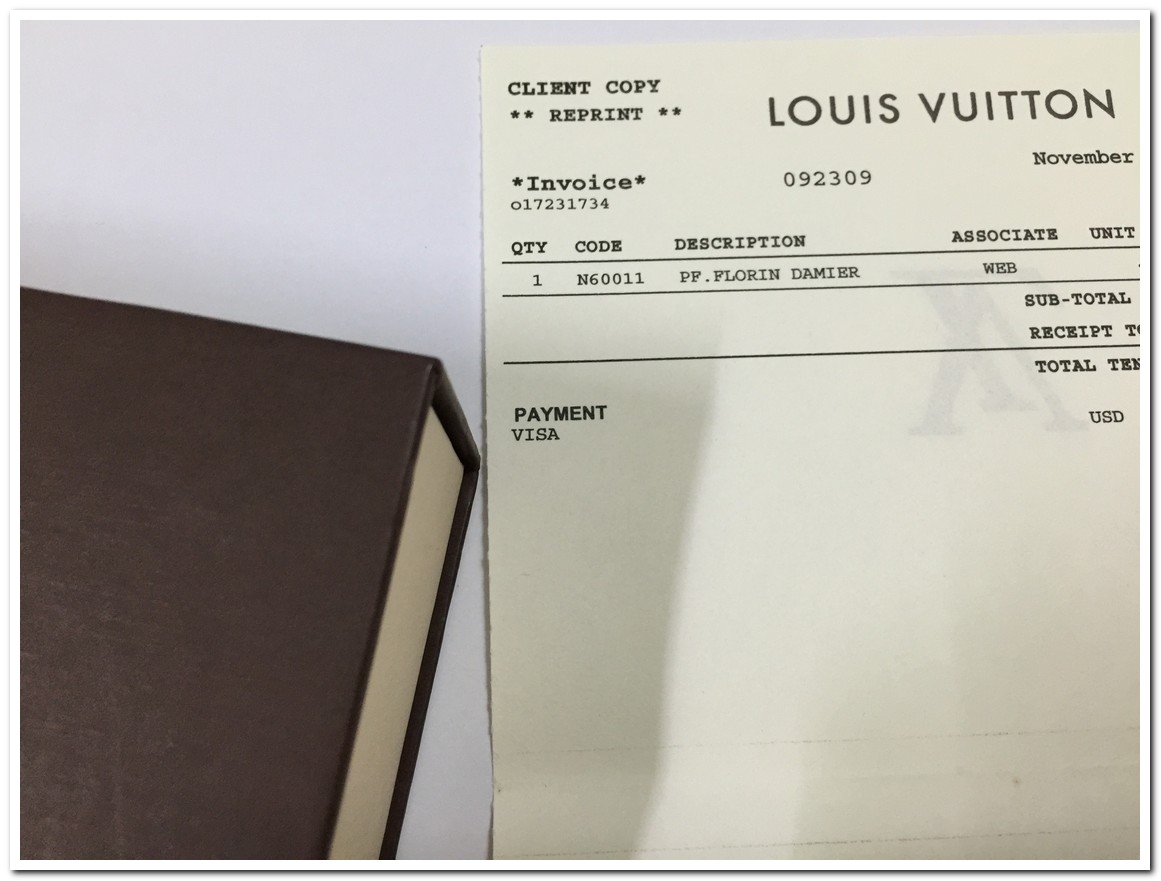 CLIENT COPY
** REPRINT **
LOUIS VUITTON
November
*Invoice*
092309
o17231734
QTY CODE DESCRIPTION ASSOCIATE UNIT
1 N60011 PF.FLORIN DAMIER WEB
SUB-TOTAL
RECEIPT
TOTAL
PAYMENT
USD
VISA